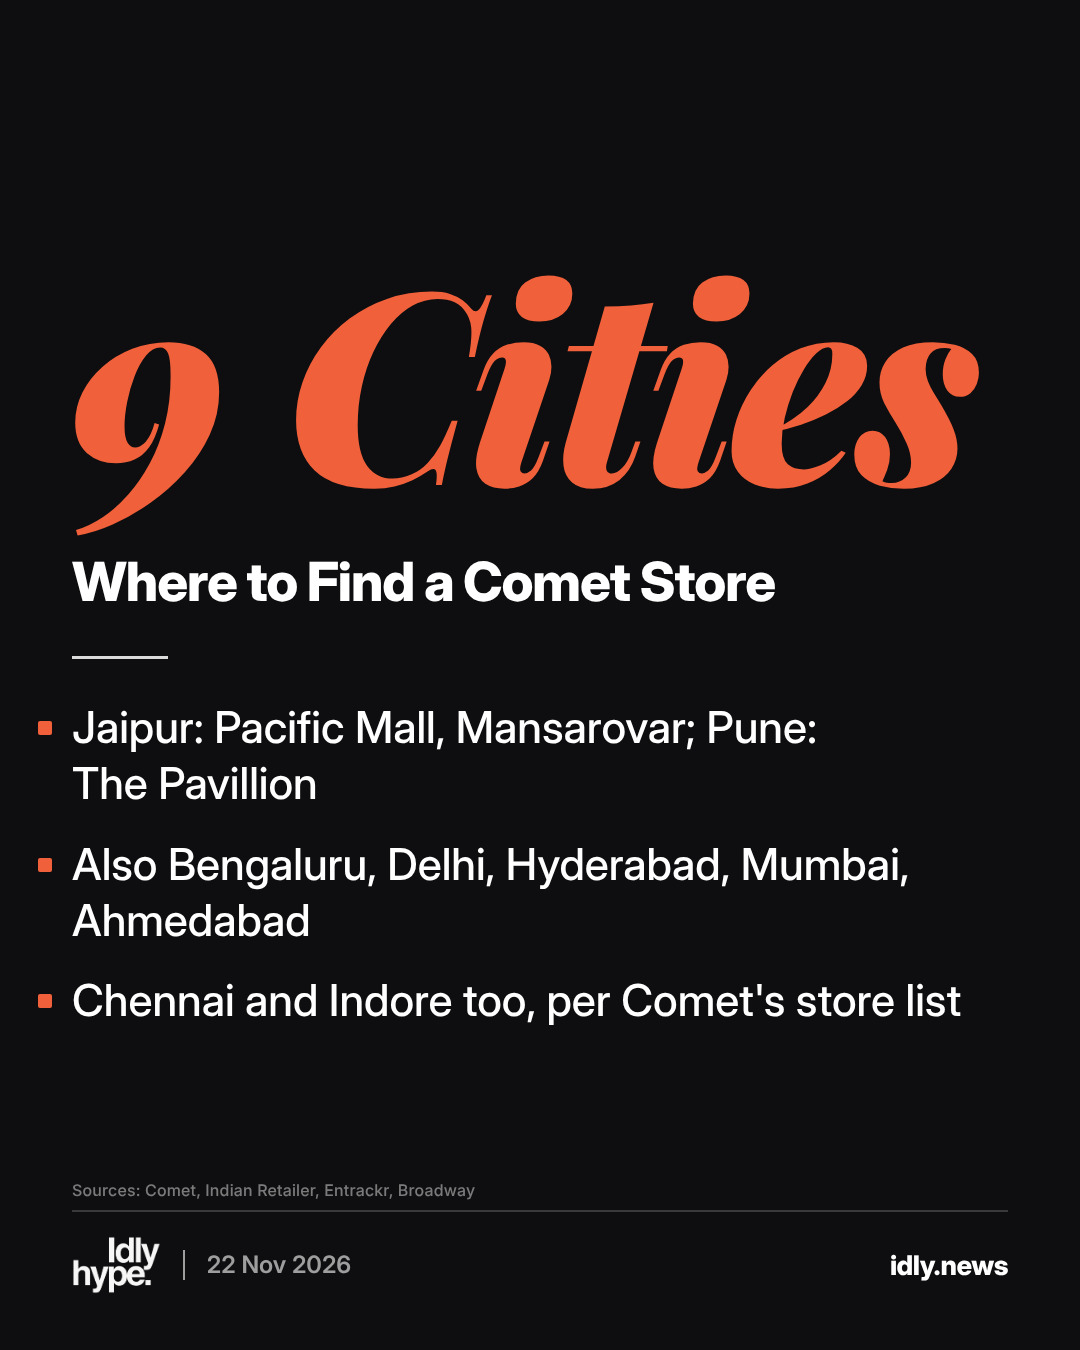 9 Cities
Where to Find a Comet Store
Jaipur: Pacific Mall, Mansarovar; Pune:
The Pavillion
Also Bengaluru, Delhi, Hyderabad, Mumbai,
Ahmedabad
Chennai and Indore too, per Comet's store list
Sources: Comet, Indian Retailer, Entrackr, Broadway
Idly
hype.
22 Nov 2026
idly.news